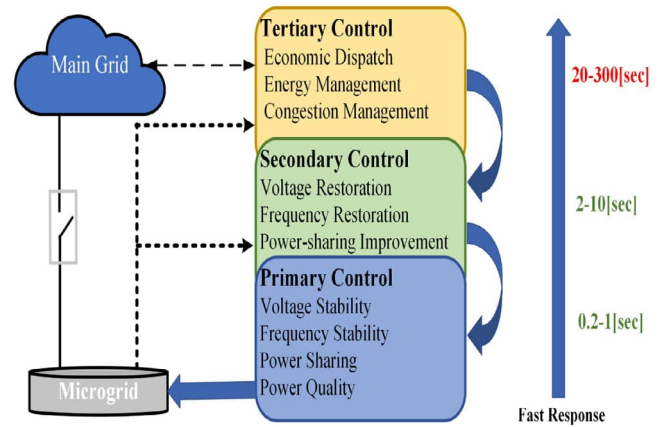 Main Grid
Tertiary Control
Economic Dispatch
Energy Management
Congestion Management
Secondary Control
Voltage Restoration
Frequency Restoration
Power-sharing Improvement
Primary Control
Voltage Stability
Frequency Stability
Power Sharing
Power Quality
Microgrid
20-300[sec]
2-10[sec]
0.2-1[sec]
Fast Response